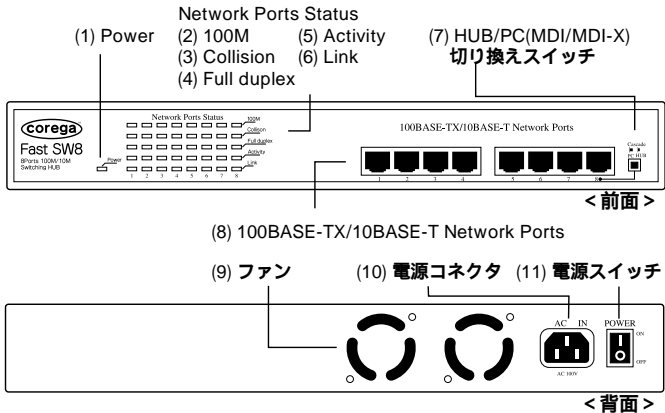 Network Ports Status
(1) Power (2) 100M (5) Activity (7) HUB/PC(MDI/MDI-X)
(3) Collision (6) Link 切り換えスイッチ
(4) Full duplex
corega
Fast SW8
8Ports 100M/10M
Switching HUB
Power
Network Ports Status
100M
Collison
Full duplex
Activity
Link
1 2 3 4 5 6 7 8
100BASE-TX/10BASE-T Network Ports
1 2 3 4 5 6 7 8
Cascade
PC HUB
<前面>
(8) 100BASE-TX/10BASE-T Network Ports
(9) ファン (10) 電源コネクタ (11) 電源スイッチ
AC IN POWER
ON
OFF
AC 100V
<背面>